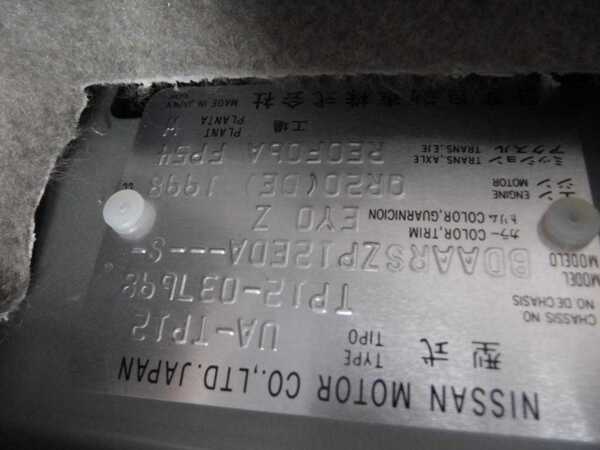 NISSAN MOTOR CO.,LTD.JAPAN
型式 TYPE TIPO UA-TP12
CHASSIS NO NO DE CHASIS TP12-037698
MODEL MODELO BDAARSZP12EDA---S-
カラー COLOR,TRIM
トリム COLOR,GUARNICION EY0 Z
エンジン ENGINE MOTOR QR20(DE) 1998 cc
ミッション TRANS,AXLE
アクスル TRANS,EJE RE0F06A FP54
工場 PLANT PLANTA
自動車株式会社 MADE IN JAPAN